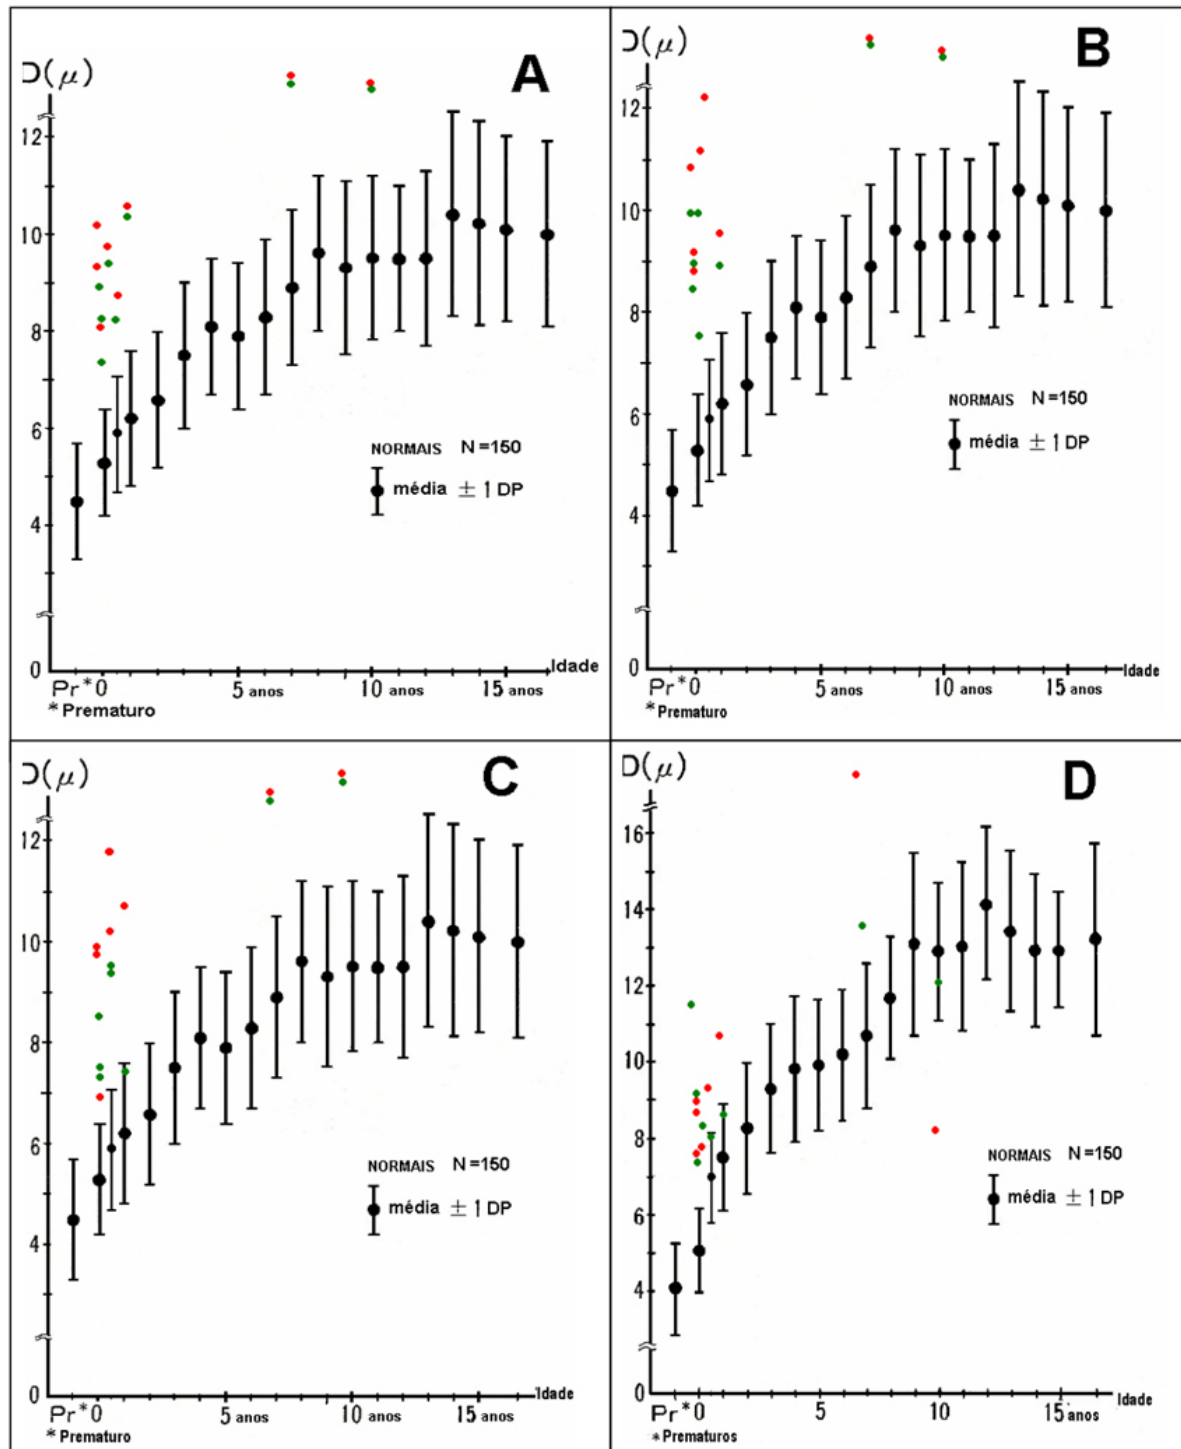 D(μ)
A
12
10
8
6
4
0
NORMAIS N =150
média ± 1 DP
Idade
Pr* 0 5 anos 10 anos 15 anos
* Prematuro
D(μ)
B
12
10
8
6
4
0
NORMAIS N =150
média ± 1 DP
Idade
Pr* 0 5 anos 10 anos 15 anos
* Prematuro
D(μ)
C
12
10
8
6
4
0
NORMAIS N =150
média ± 1 DP
Idade
Pr* 0 5 anos 10 anos 15 anos
* Prematuro
D(μ)
D
16
14
12
10
8
6
4
0
NORMAIS N =150
média ± 1 DP
Idade
Pr* 0 5 10 15 anos
* Prematuros